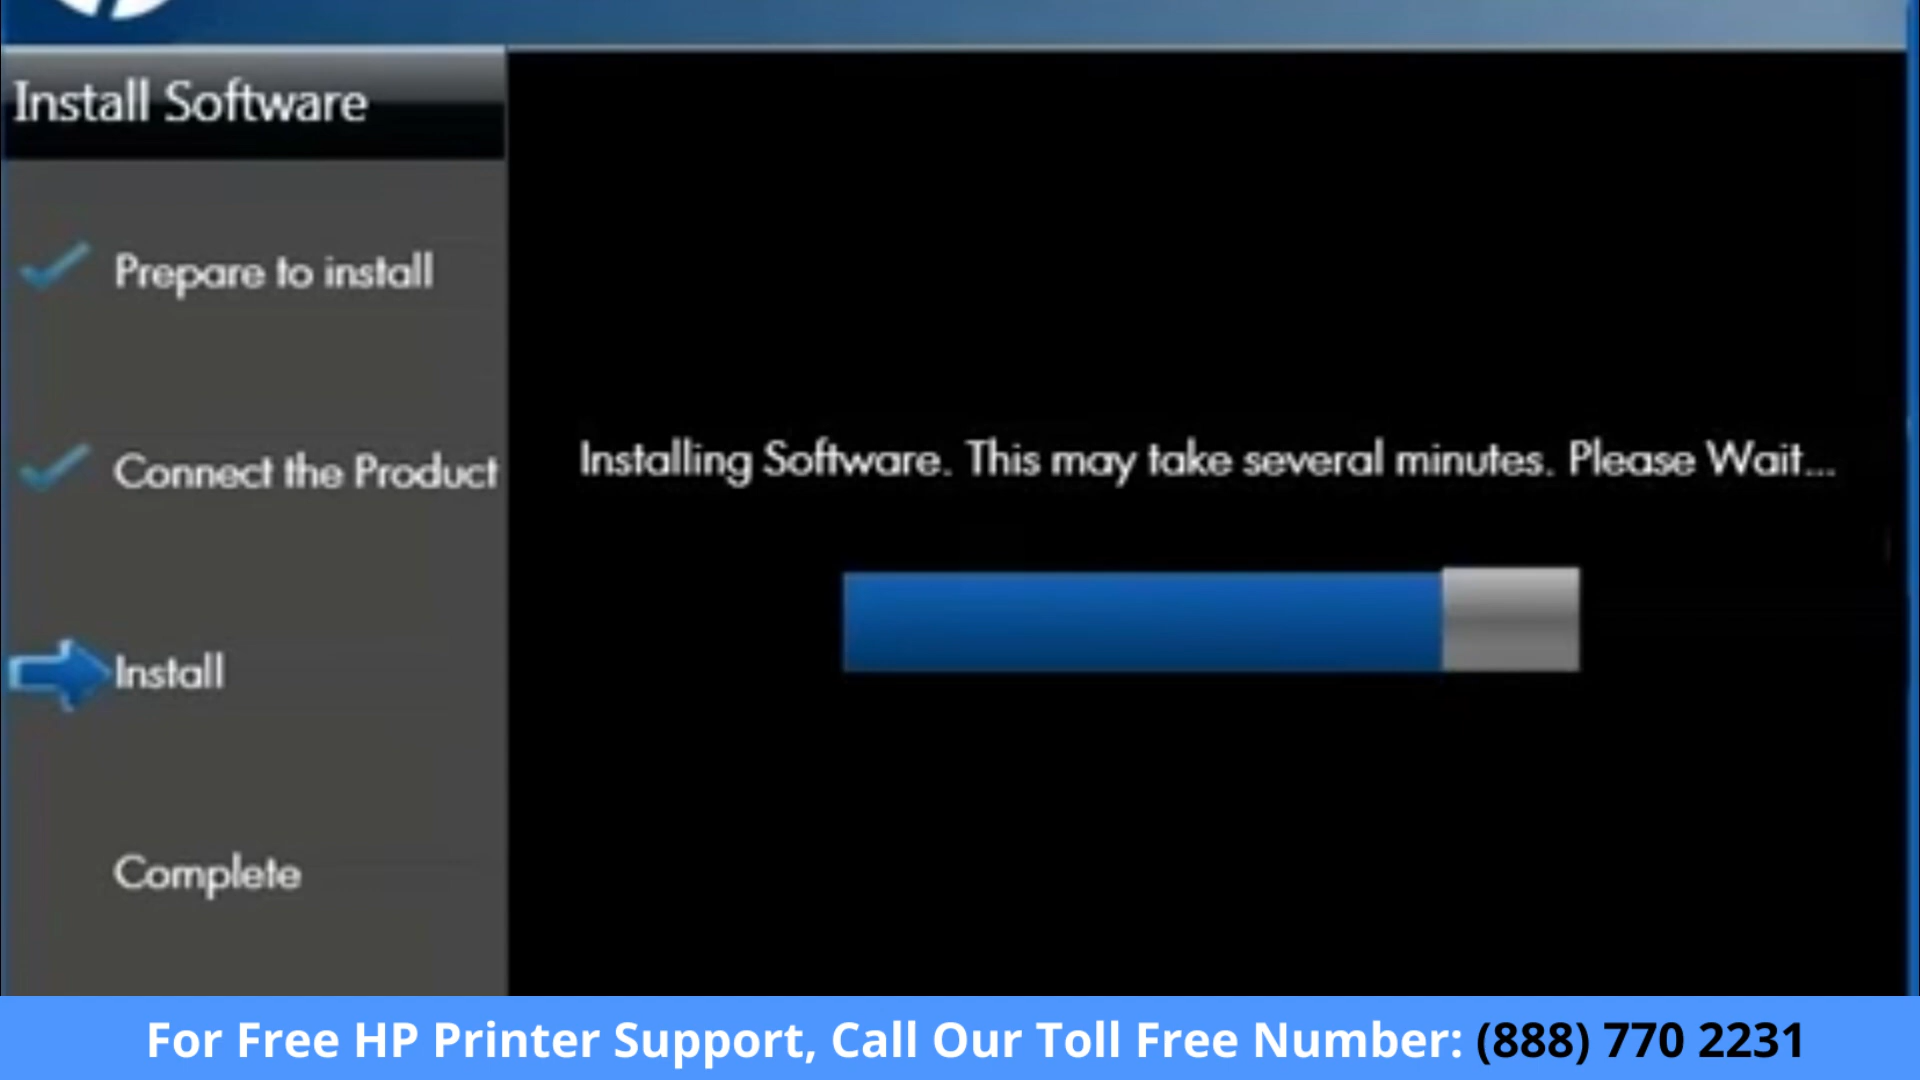 Install Software
Prepare to install
Connect the Product
Install
Complete
Installing Software. This may take several minutes. Please Wait...
For Free HP Printer Support, Call Our Toll Free Number: (888) 770 2231